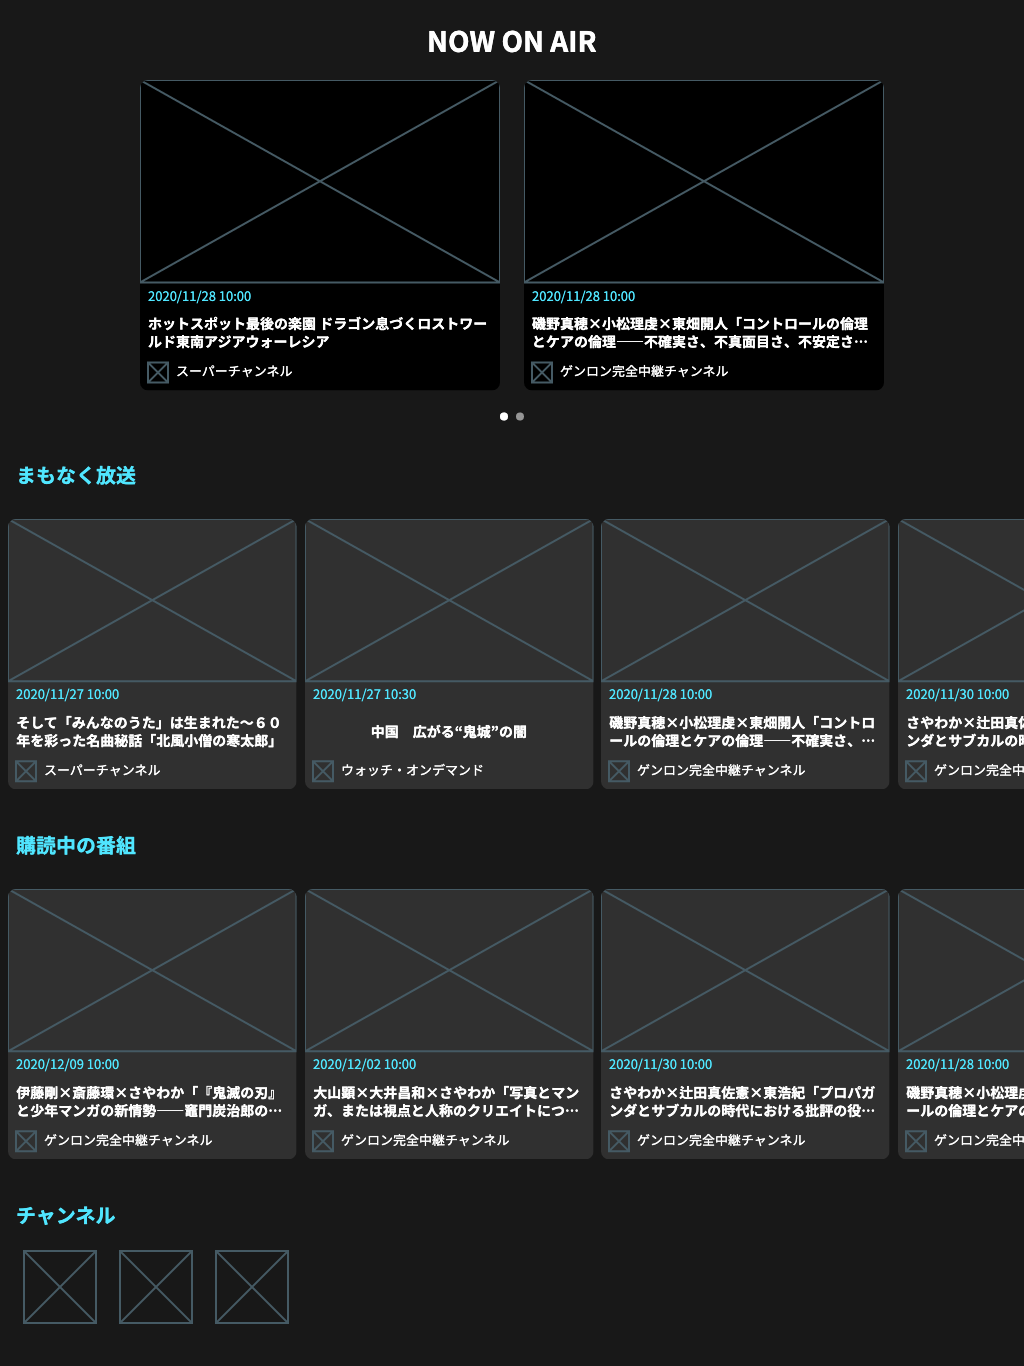 NOW ON AIR
2020/11/28 10:00
ホットスポット最後の楽園 ドラゴン息づくロストワー
ルド東南アジアウォーレシア
スーパーチャンネル
2020/11/28 10:00
磯野真穂×小松理虔×東畑開人「コントロールの倫理
とケアの倫理——不確実さ、不真面目さ、不安定さ…
ゲンロン完全中継チャンネル
まもなく放送
2020/11/27 10:00
そして「みんなのうた」は生まれた〜６０
年を彩った名曲秘話「北風小僧の寒太郎」
スーパーチャンネル
2020/11/27 10:30
中国　広がる“鬼城”の闇
ウォッチ・オンデマンド
2020/11/28 10:00
磯野真穂×小松理虔×東畑開人「コントロ
ールの倫理とケアの倫理——不確実さ、…
ゲンロン完全中継チャンネル
2020/11/30 10:00
さやわか×辻田真佐
ンダとサブカルの時
ゲンロン完全中
購読中の番組
2020/12/09 10:00
伊藤剛×斎藤環×さやわか「『鬼滅の刃』
と少年マンガの新情勢——竈門炭治郎の…
ゲンロン完全中継チャンネル
2020/12/02 10:00
大山顕×大井昌和×さやわか「写真とマン
ガ、または視点と人称のクリエイトにつ…
ゲンロン完全中継チャンネル
2020/11/30 10:00
さやわか×辻田真佐憲×東浩紀「プロパガ
ンダとサブカルの時代における批評の役…
ゲンロン完全中継チャンネル
2020/11/28 10:00
磯野真穂×小松理虔
ールの倫理とケアの
ゲンロン完全中
チャンネル